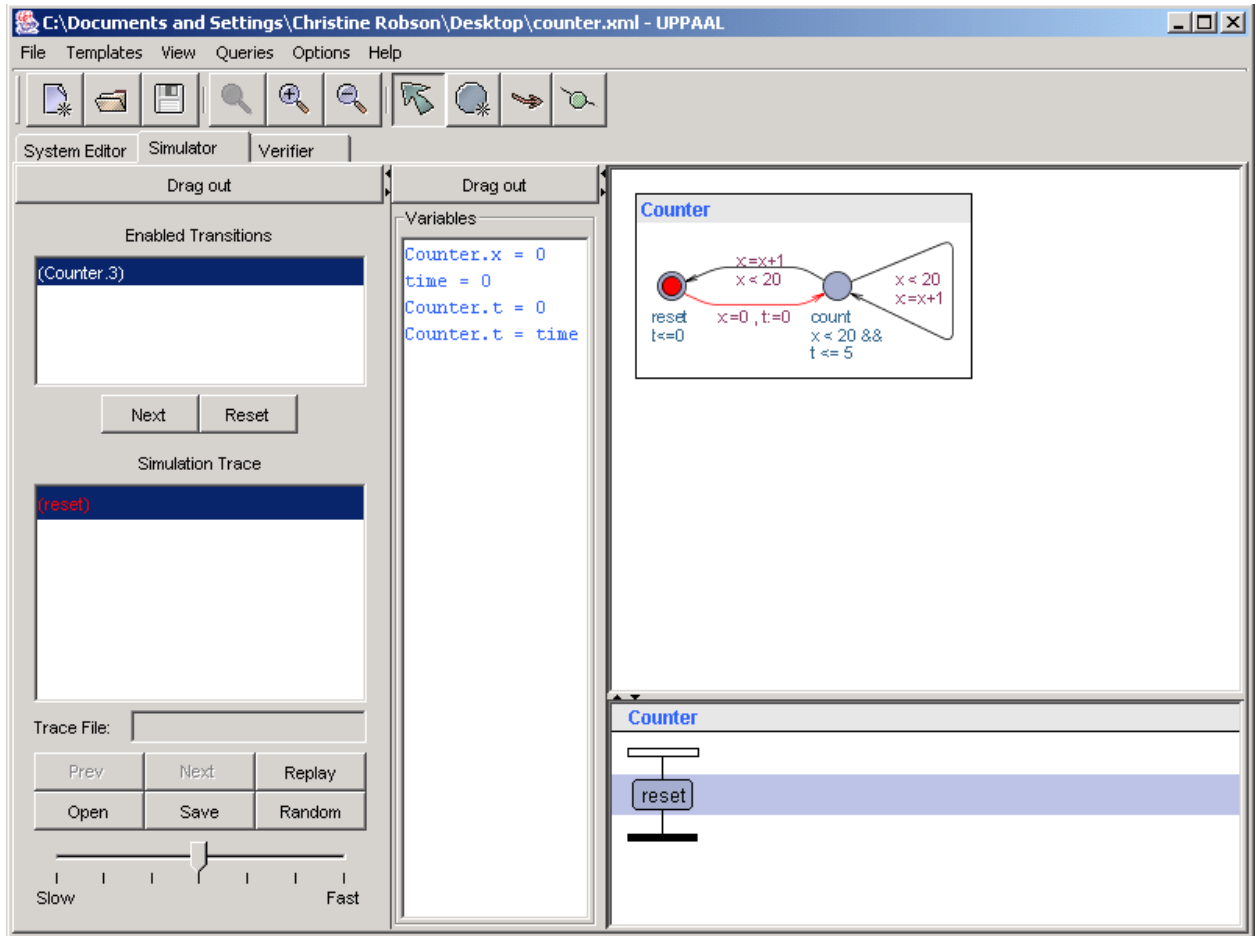 C:\Documents and Settings\Christine Robson\Desktop\counter.xml - UPPAAL
File Templates View Queries Options Help
System Editor Simulator Verifier
Drag out
Enabled Transitions
(Counter.3)
Next Reset
Simulation Trace
(reset)
Trace File:
Prev Next Replay
Open Save Random
Slow Fast
Drag out
Variables
Counter.x = 0
time = 0
Counter.t = 0
Counter.t = time
Counter
x:=x+1
x < 20
x < 20
x:=x+1
reset
t<=0
x:=0 , t:=0
count
x < 20 &&
t <= 5
Counter
reset